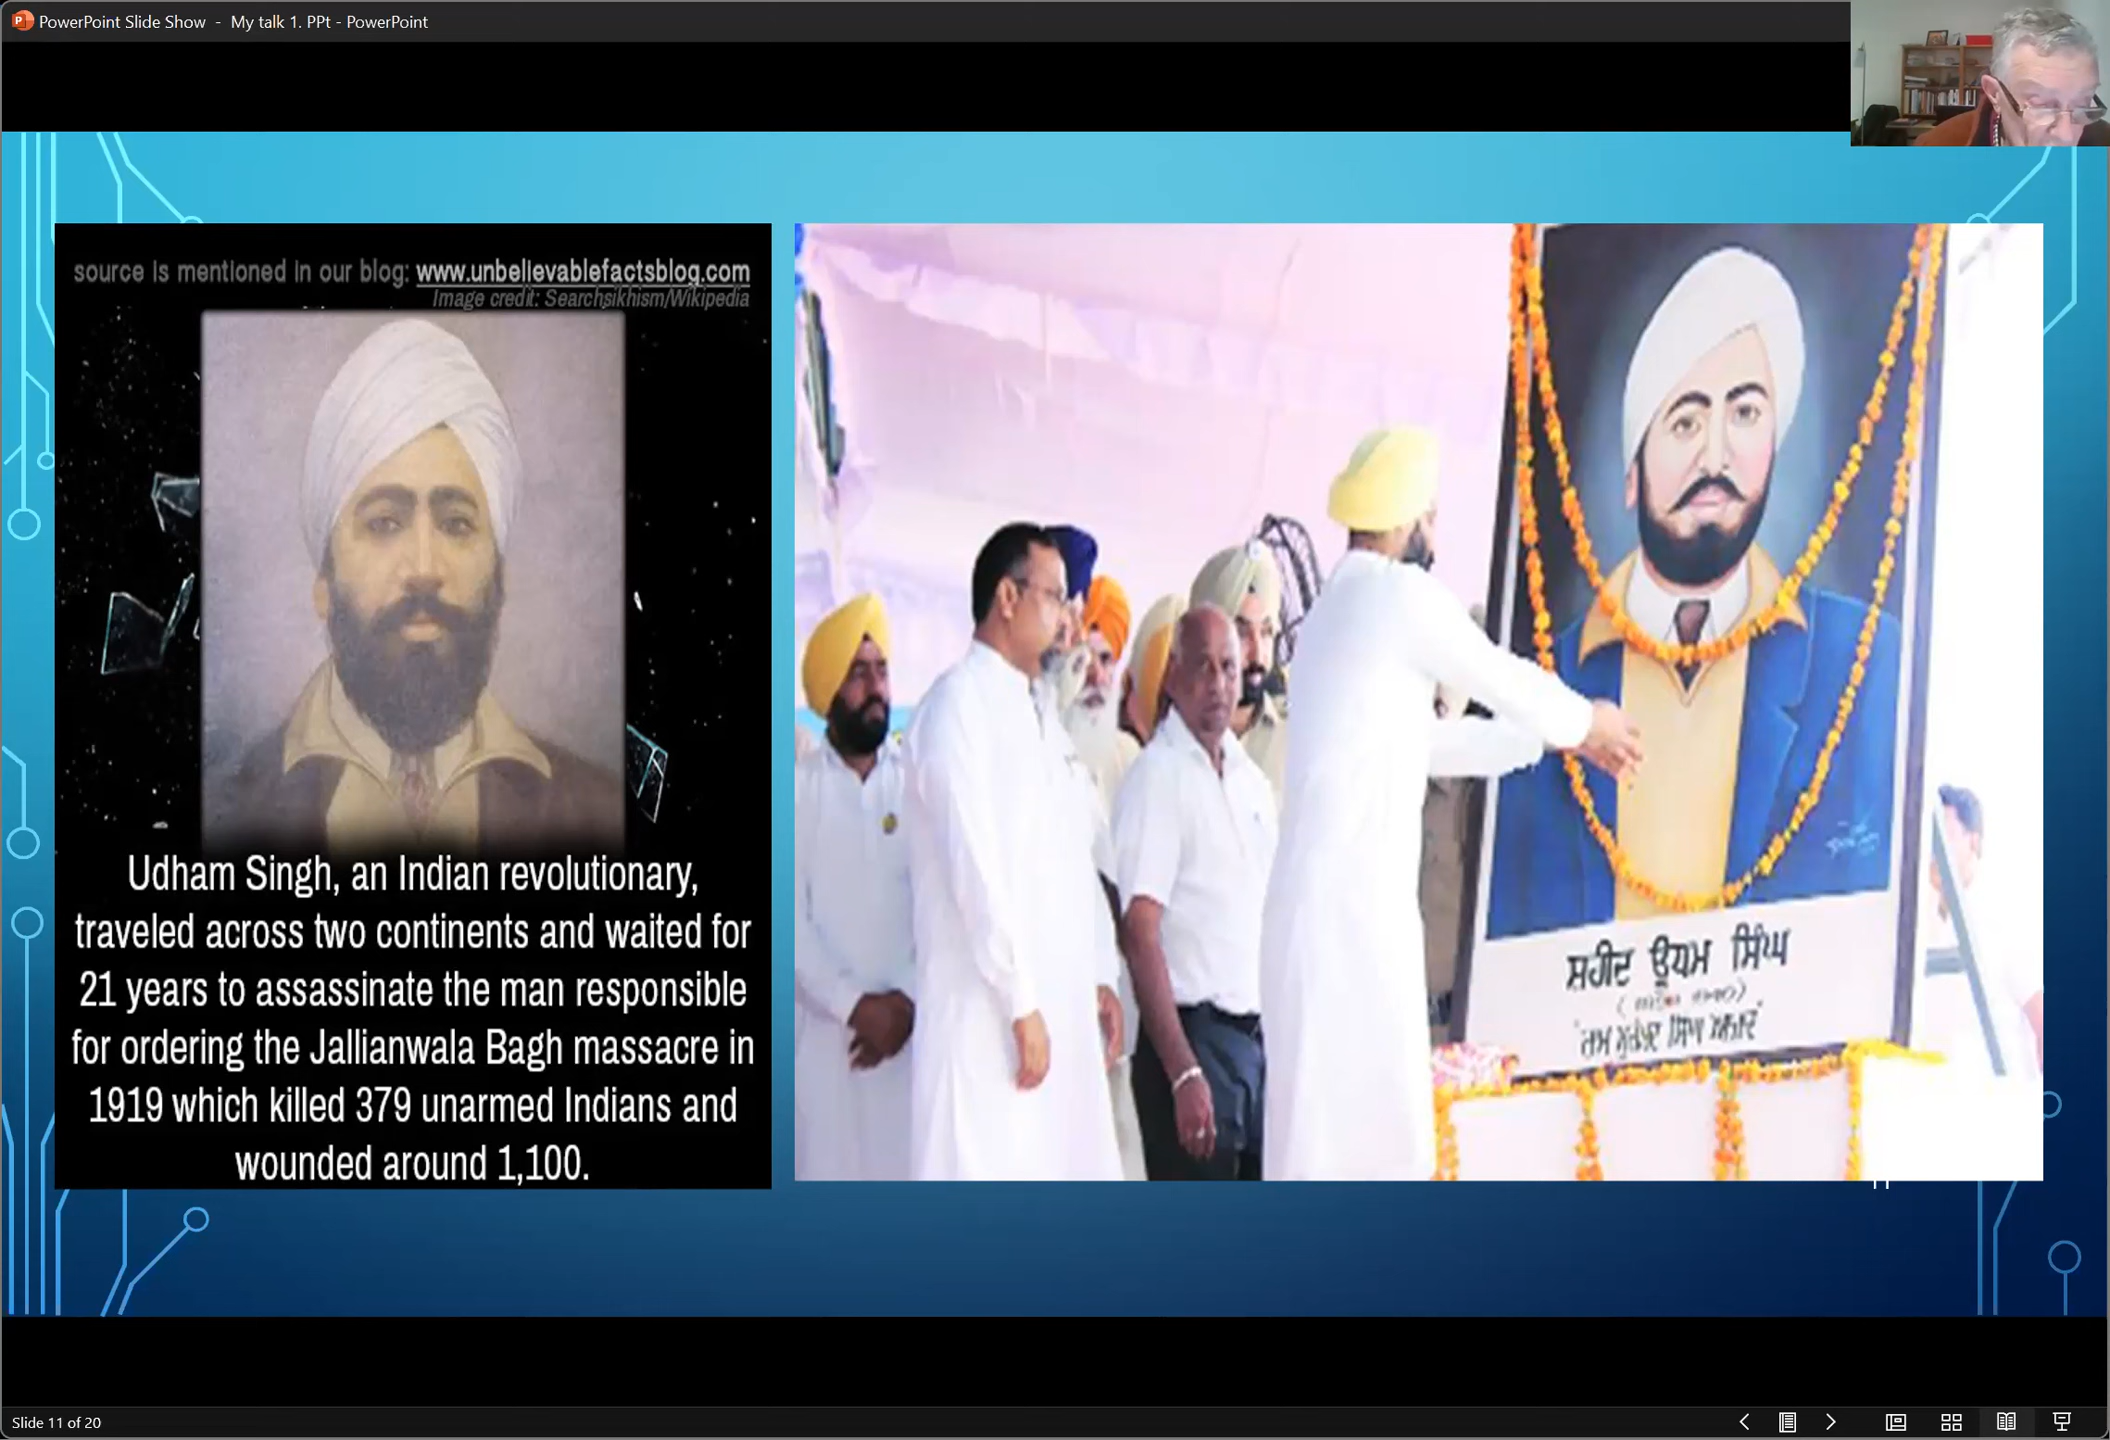 PowerPoint Slide Show - My talk 1. PPt - PowerPoint
source is mentioned in our blog: www.unbelievablefactsblog.com
Image credit: Searchsikhism/Wikipedia
Udham Singh, an Indian revolutionary,
traveled across two continents and waited for
21 years to assassinate the man responsible
for ordering the Jallianwala Bagh massacre in
1919 which killed 379 unarmed Indians and
wounded around 1,100.
ਸ਼ਹੀਦ ਊਧਮ ਸਿੰਘ
Slide 11 of 20